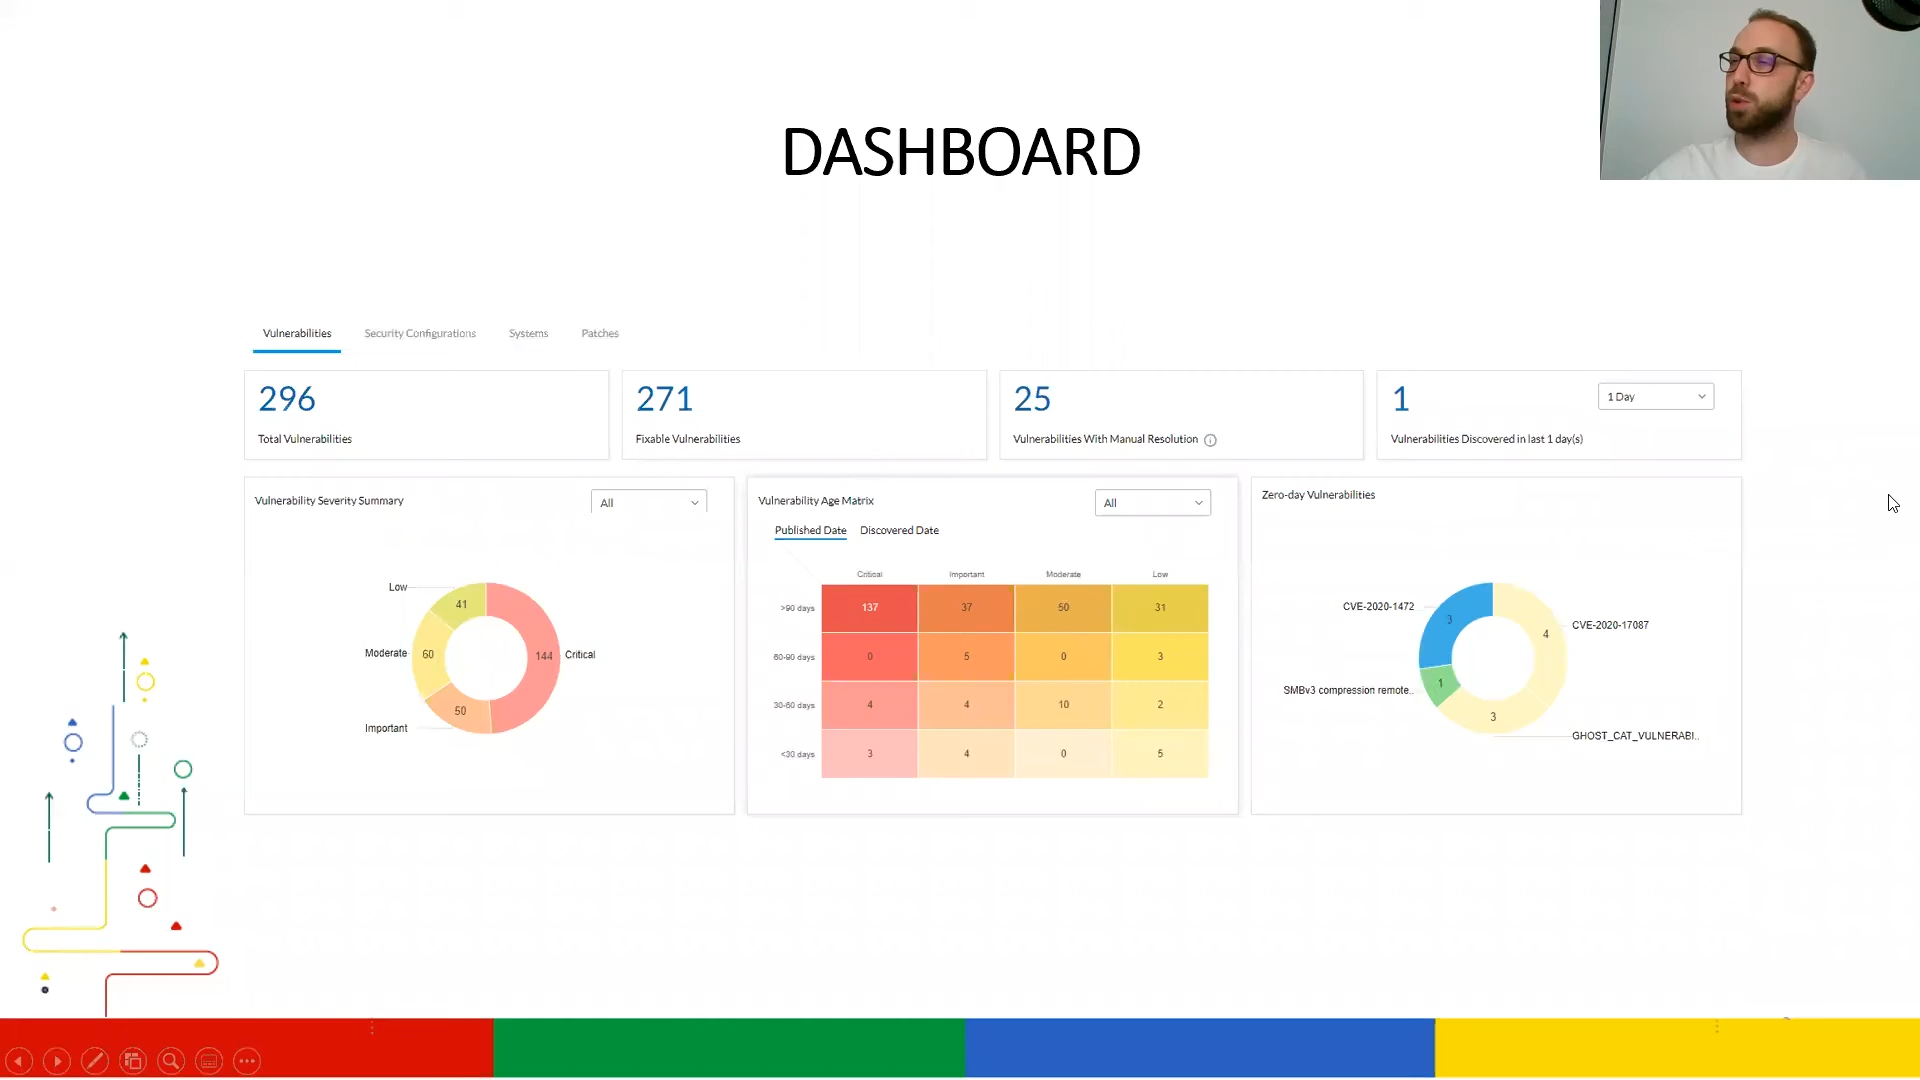 DASHBOARD
Vulnerabilities Security Configurations Systems Patches
296
Total Vulnerabilities
271
Fixable Vulnerabilities
25
Vulnerabilities With Manual Resolution
1
1 Day
Vulnerabilities Discovered in last 1 day(s)
Vulnerability Severity Summary
All
Low
41
Moderate
60
144
Critical
50
Important
Vulnerability Age Matrix
All
Published Date Discovered Date
Critical Important Moderate Low
>90 days 137 37 50 31
60-90 days 0 5 0 3
30-60 days 4 4 10 2
<30 days 3 4 0 5
Zero-day Vulnerabilities
CVE-2020-1472
3
4
CVE-2020-17087
SMBv3 compression remote..
1
3
GHOST_CAT_VULNERABI..